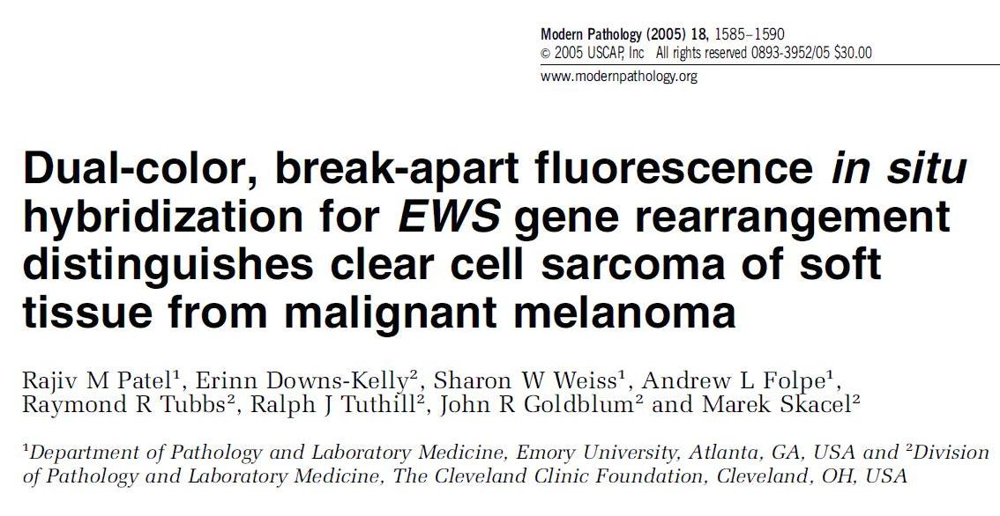 Modern Pathology (2005) 18, 1585–1590
© 2005 USCAP, Inc All rights reserved 0893-3952/05 $30.00
www.modernpathology.org
Dual-color, break-apart fluorescence in situ
hybridization for EWS gene rearrangement
distinguishes clear cell sarcoma of soft
tissue from malignant melanoma
Rajiv M Patel¹, Erinn Downs-Kelly², Sharon W Weiss¹, Andrew L Folpe¹,
Raymond R Tubbs², Ralph J Tuthill², John R Goldblum² and Marek Skacel²
¹Department of Pathology and Laboratory Medicine, Emory University, Atlanta, GA, USA and ²Division
of Pathology and Laboratory Medicine, The Cleveland Clinic Foundation, Cleveland, OH, USA